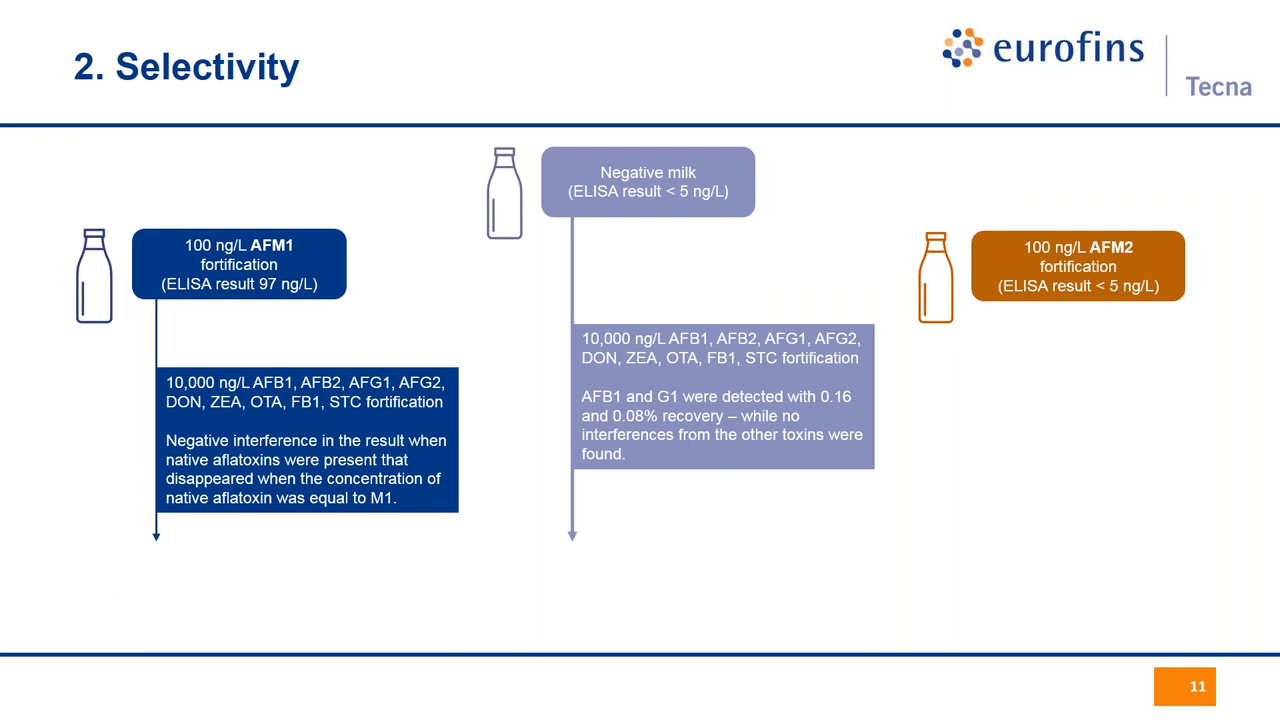 2. Selectivity
eurofins
Tecna
Negative milk
(ELISA result < 5 ng/L)
100 ng/L AFM1
fortification
(ELISA result 97 ng/L)
100 ng/L AFM2
fortification
(ELISA result < 5 ng/L)
10,000 ng/L AFB1, AFB2, AFG1, AFG2,
DON, ZEA, OTA, FB1, STC fortification
Negative interference in the result when
native aflatoxins were present that
disappeared when the concentration of
native aflatoxin was equal to M1.
10,000 ng/L AFB1, AFB2, AFG1, AFG2,
DON, ZEA, OTA, FB1, STC fortification
AFB1 and G1 were detected with 0.16
and 0.08% recovery – while no
interferences from the other toxins were
found.
11